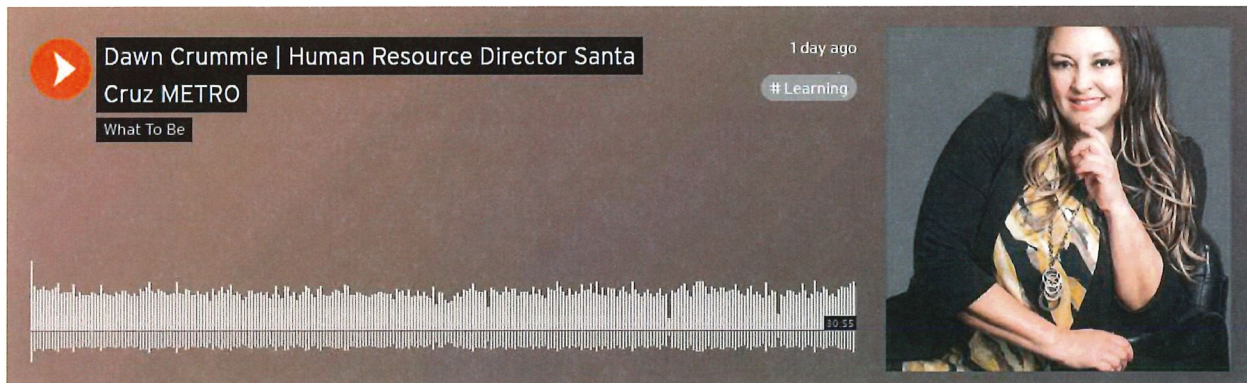 Dawn Crummie | Human Resource Director Santa
Cruz METRO
What To Be
1 day ago
# Learning
30:55